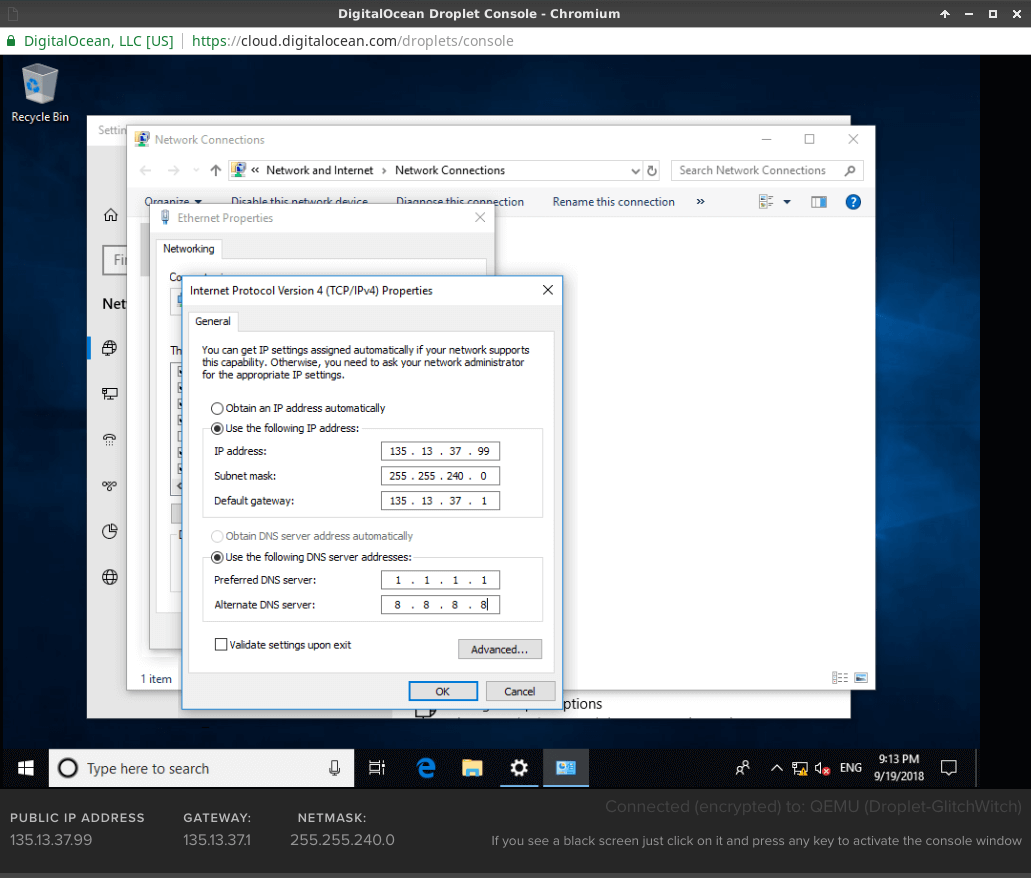 DigitalOcean Droplet Console - Chromium
DigitalOcean, LLC [US] | https://cloud.digitalocean.com/droplets/console
Recycle Bin
Settin
Network Connections
« Network and Internet › Network Connections
Search Network Connections
Organize Disable this network device Diagnose this connection Rename this connection »
Ethernet Properties
Networking
Fi
Co
Net
Internet Protocol Version 4 (TCP/IPv4) Properties
General
Th
You can get IP settings assigned automatically if your network supports
this capability. Otherwise, you need to ask your network administrator
for the appropriate IP settings.
Obtain an IP address automatically
Use the following IP address:
IP address: 135 . 13 . 37 . 99
Subnet mask: 255 . 255 . 240 . 0
Default gateway: 135 . 13 . 37 . 1
Obtain DNS server address automatically
Use the following DNS server addresses:
Preferred DNS server: 1 . 1 . 1 . 1
Alternate DNS server: 8 . 8 . 8 . 8
Validate settings upon exit
Advanced...
1 item
OK Cancel
ptions
Type here to search
ENG
9:13 PM
9/19/2018
Connected (encrypted) to: QEMU (Droplet-GlitchWitch)
PUBLIC IP ADDRESS GATEWAY: NETMASK:
135.13.37.99 135.13.37.1 255.255.240.0
If you see a black screen just click on it and press any key to activate the console window